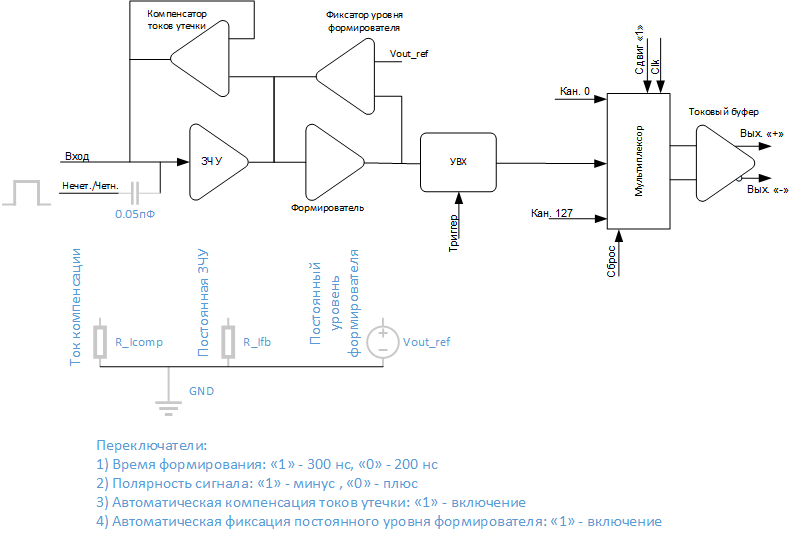 Компенсатор
токов утечки
Фиксатор уровня
формирователя
Vout_ref
Сдвиг «1»
Clk
Кан. 0
Токовый буфер
Вход
ЗЧУ
УВХ
Мультиплексор
Вых. «+»
Нечет./Четн.
0.05пФ
Формирователь
Вых. «-»
Кан. 127
Триггер
Сброс
Ток компенсации
R_Icomp
Постоянная ЗЧУ
R_Ifb
Постоянный
уровень
формирователя
Vout_ref
GND
Переключатели:
1) Время формирования: «1» - 300 нс, «0» - 200 нс
2) Полярность сигнала: «1» - минус , «0» - плюс
3) Автоматическая компенсация токов утечки: «1» - включение
4) Автоматическая фиксация постоянного уровня формирователя: «1» - включение